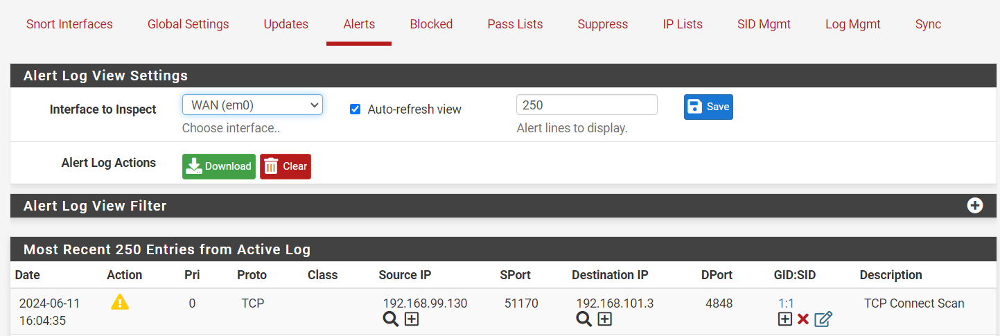 Snort Interfaces Global Settings Updates Alerts Blocked Pass Lists Suppress IP Lists SID Mgmt Log Mgmt Sync
Alert Log View Settings
Interface to Inspect WAN (em0) Auto-refresh view 250 Save
Choose interface.. Alert lines to display.
Alert Log Actions Download Clear
Alert Log View Filter
Most Recent 250 Entries from Active Log
Date Action Pri Proto Class Source IP SPort Destination IP DPort GID:SID Description
2024-06-11 0 TCP 192.168.99.130 51170 192.168.101.3 4848 1:1 TCP Connect Scan
16:04:35